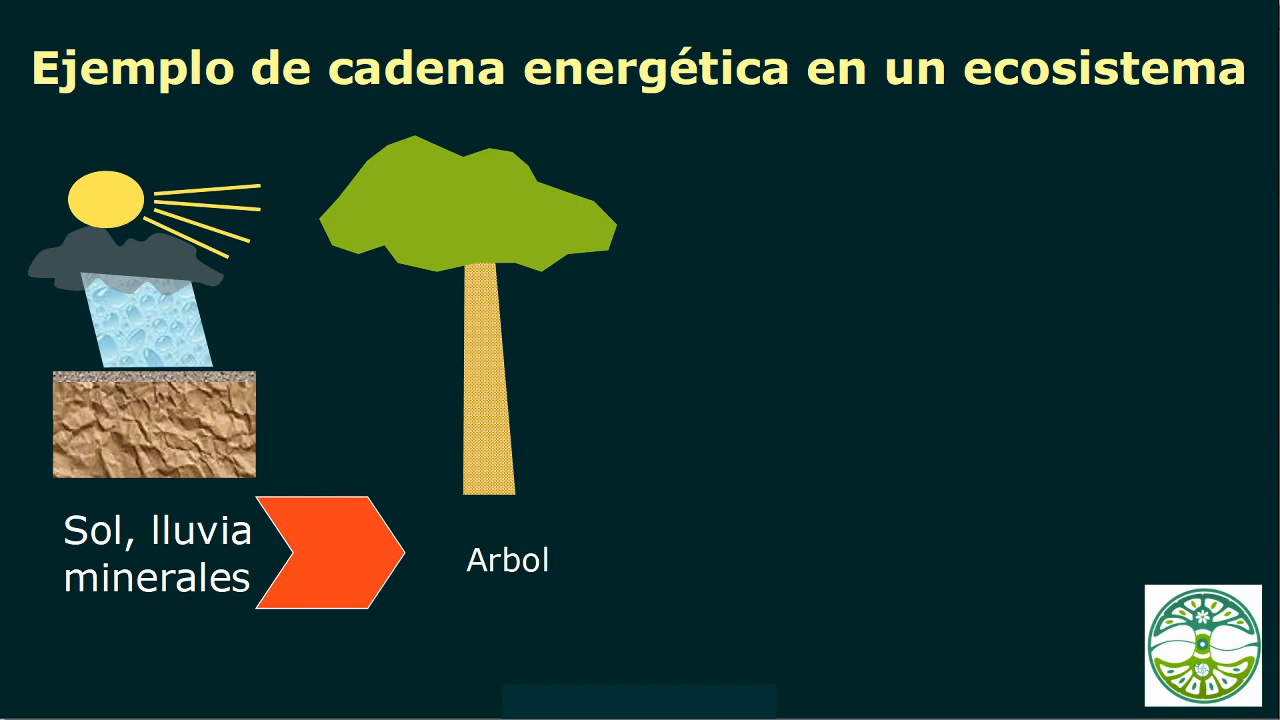 Ejemplo de cadena energética en un ecosistema
Sol, lluvia
minerales
Arbol